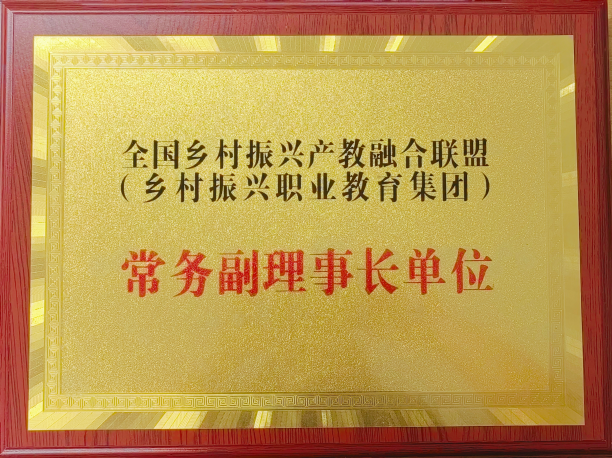 全国乡村振兴产教融合联盟
(乡村振兴职业教育集团)
常务副理事长单位